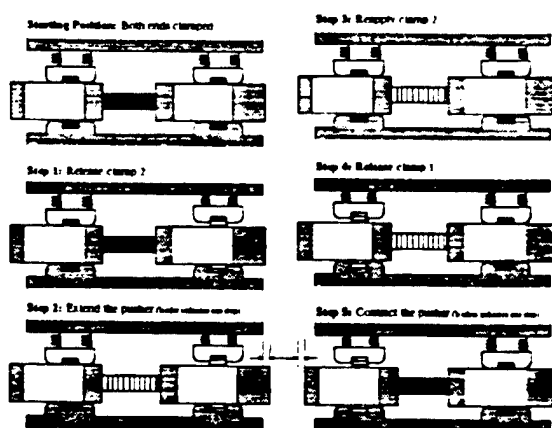 Starting Position: Both ends clamped
Step 1: Release clamp 2
Step 2: Extend the pusher
Step 3: Reapply clamp 2
Step 4: Release clamp 1
Step 5: Contract the pusher